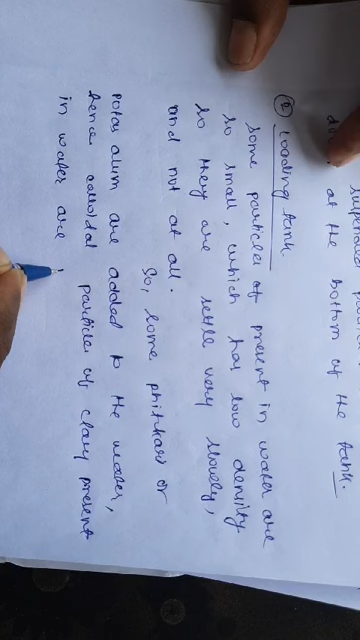 at the bottom of the tank.
② Loading tank
some particles of present in water are
so small, which has low density
so they are settle very slowly,
and not at all.
So, some phitkari or
potas alum are added to the water,
hence colloidal particles of clay present
in water are